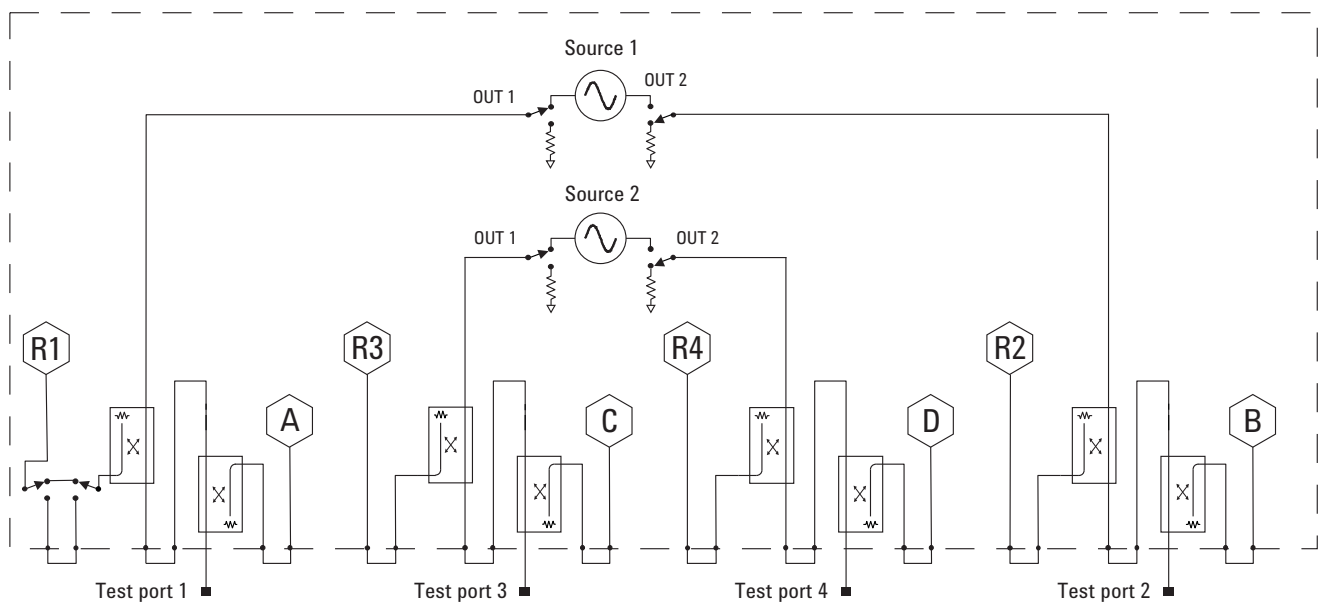 Source 1
OUT 1
OUT 2
Source 2
OUT 1
OUT 2
R1
R3
R4
R2
A
C
D
B
Test port 1
Test port 3
Test port 4
Test port 2